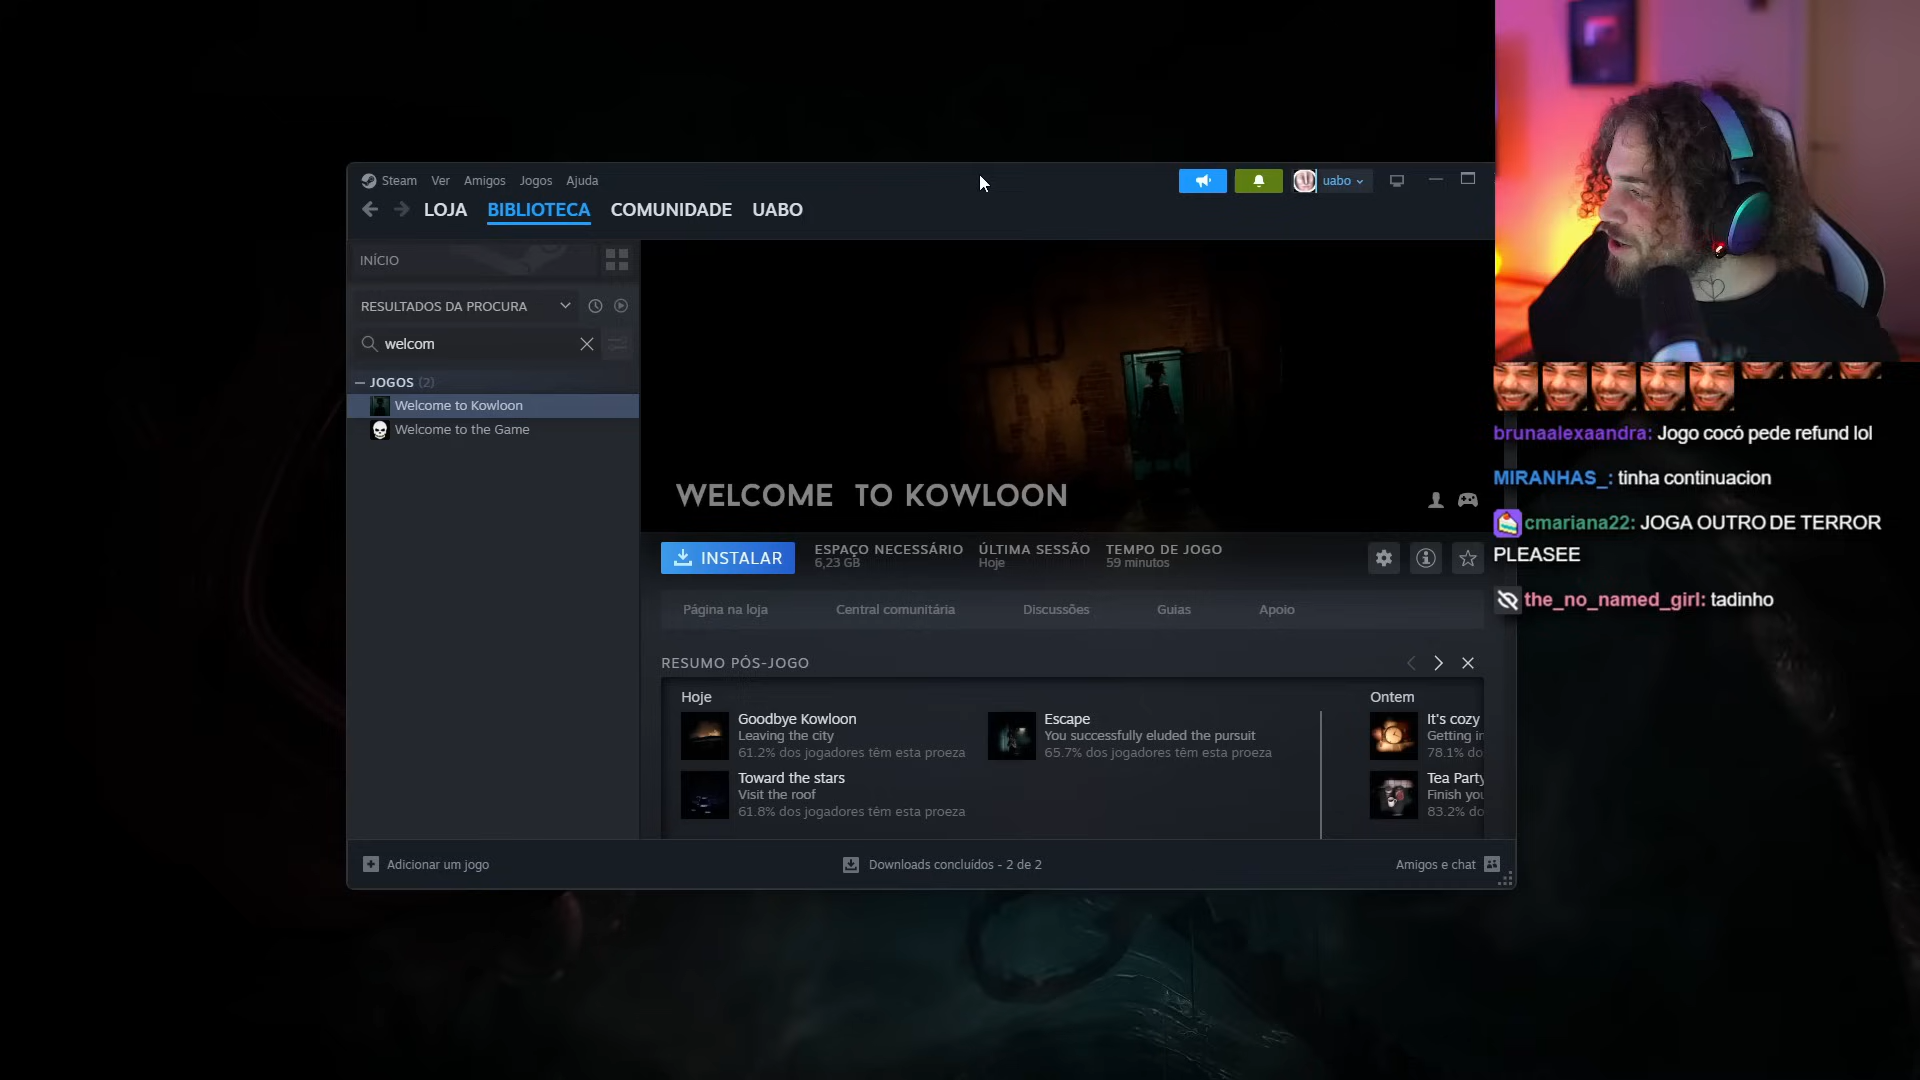 Steam Ver Amigos Jogos Ajuda
uabo
LOJA BIBLIOTECA COMUNIDADE UABO
INÍCIO
RESULTADOS DA PROCURA
welcom
JOGOS (2)
Welcome to Kowloon
Welcome to the Game
WELCOME TO KOWLOON
INSTALAR
ESPAÇO NECESSÁRIO
6,23 GB
ÚLTIMA SESSÃO
Hoje
TEMPO DE JOGO
59 minutos
Página na loja Central comunitária Discussões Guias Apoio
RESUMO PÓS-JOGO
Hoje
Goodbye Kowloon
Leaving the city
61.2% dos jogadores têm esta proeza
Toward the stars
Visit the roof
61.8% dos jogadores têm esta proeza
Escape
You successfully eluded the pursuit
65.7% dos jogadores têm esta proeza
Ontem
It's cozy
Getting in
78.1% do
Tea Party
Finish you
83.2% do
Adicionar um jogo
Downloads concluídos - 2 de 2
Amigos e chat
brunaalexaandra: Jogo cocó pede refund lol
MIRANHAS_: tinha continuacion
cmariana22: JOGA OUTRO DE TERROR
PLEASEE
the_no_named_girl: tadinho